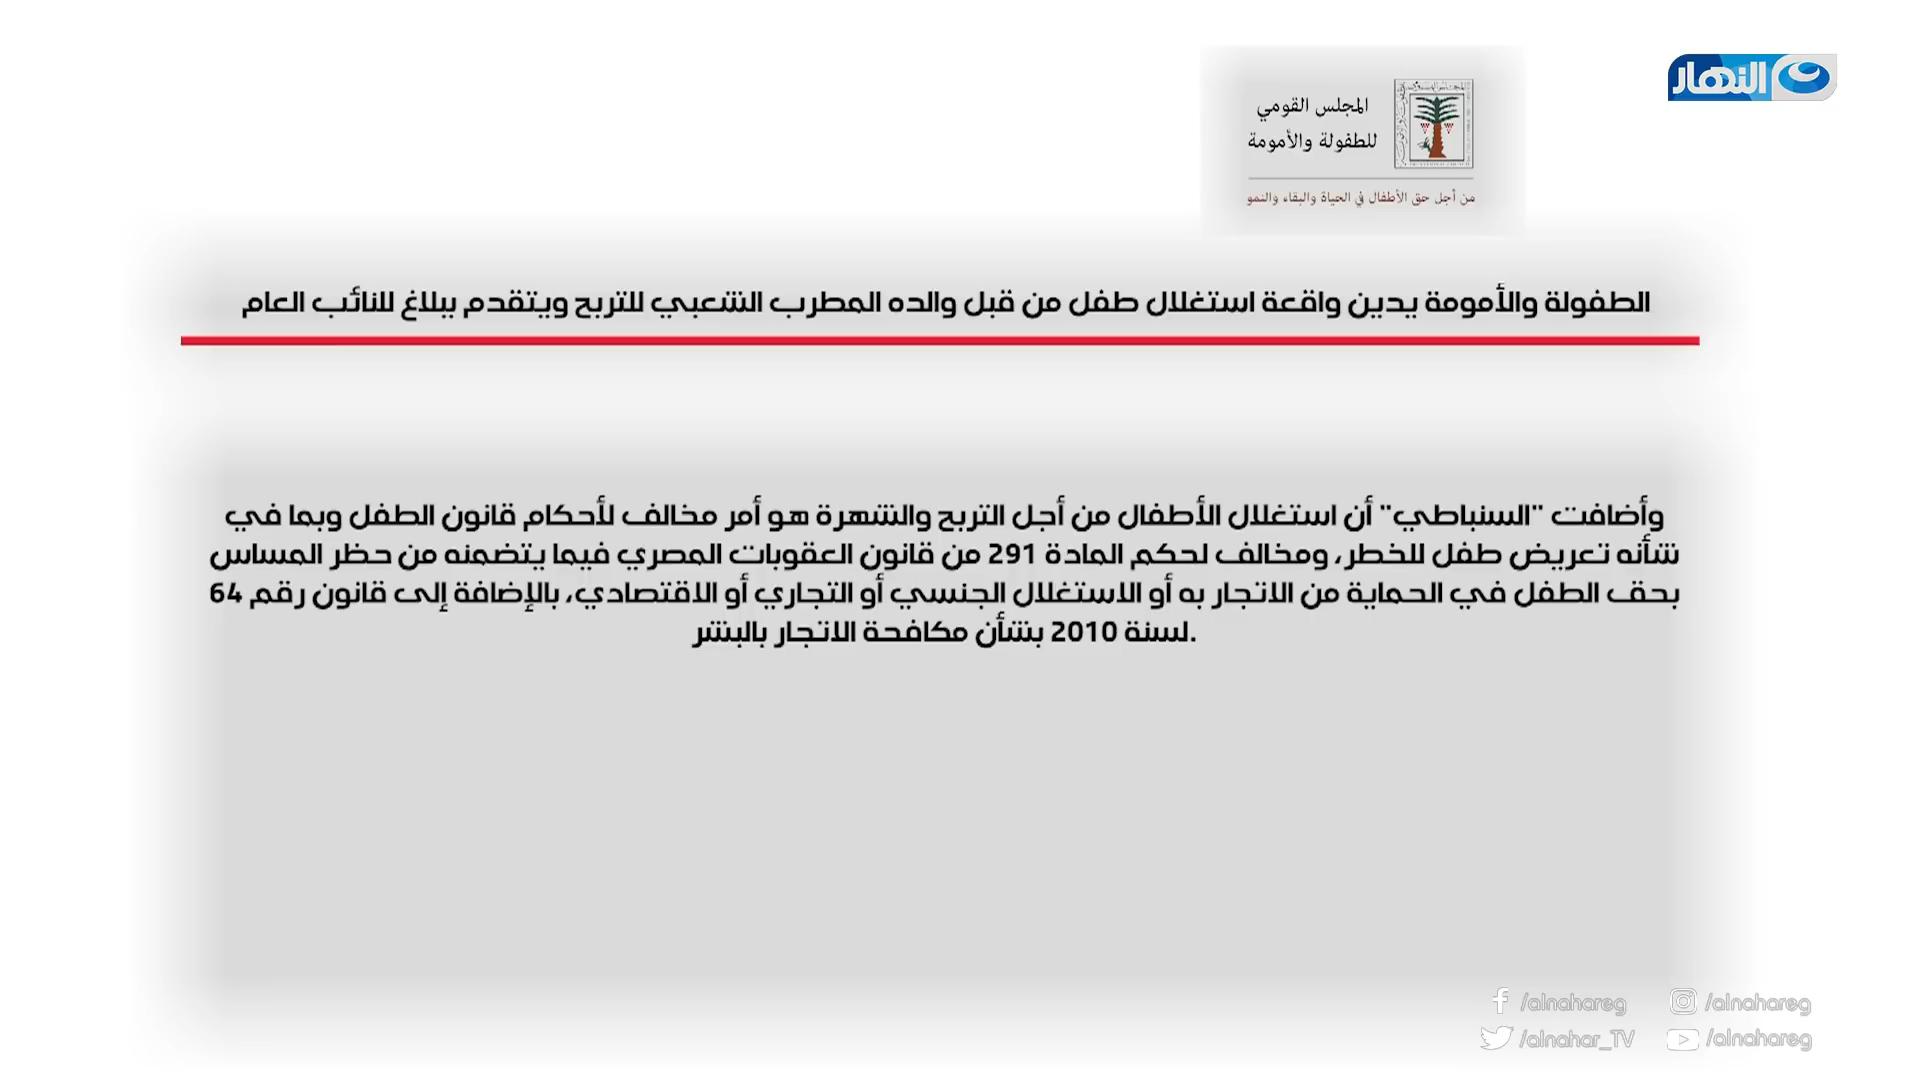 النهار
المجلس القومي
للطفولة والأمومة
من أجل حق الأطفال في الحياة والبقاء والنمو
الطفولة والأمومة يدين واقعة استغلال طفل من قبل والده المطرب الشعبي للتربح ويتقدم ببلاغ للنائب العام
وأضافت "السنباطي" أن استغلال الأطفال من أجل التربح والشهرة هو أمر مخالف لأحكام قانون الطفل وبما في
شأنه تعريض طفل للخطر، ومخالف لحكم المادة 291 من قانون العقوبات المصري فيما يتضمنه من حظر المساس
بحق الطفل في الحماية من الاتجار به أو الاستغلال الجنسي أو التجاري أو الاقتصادي، بالإضافة إلى قانون رقم 64
لسنة 2010 بشأن مكافحة الاتجار بالبشر.
/alnahareg
/alnahareg
/alnahar_TV
/alnahareg